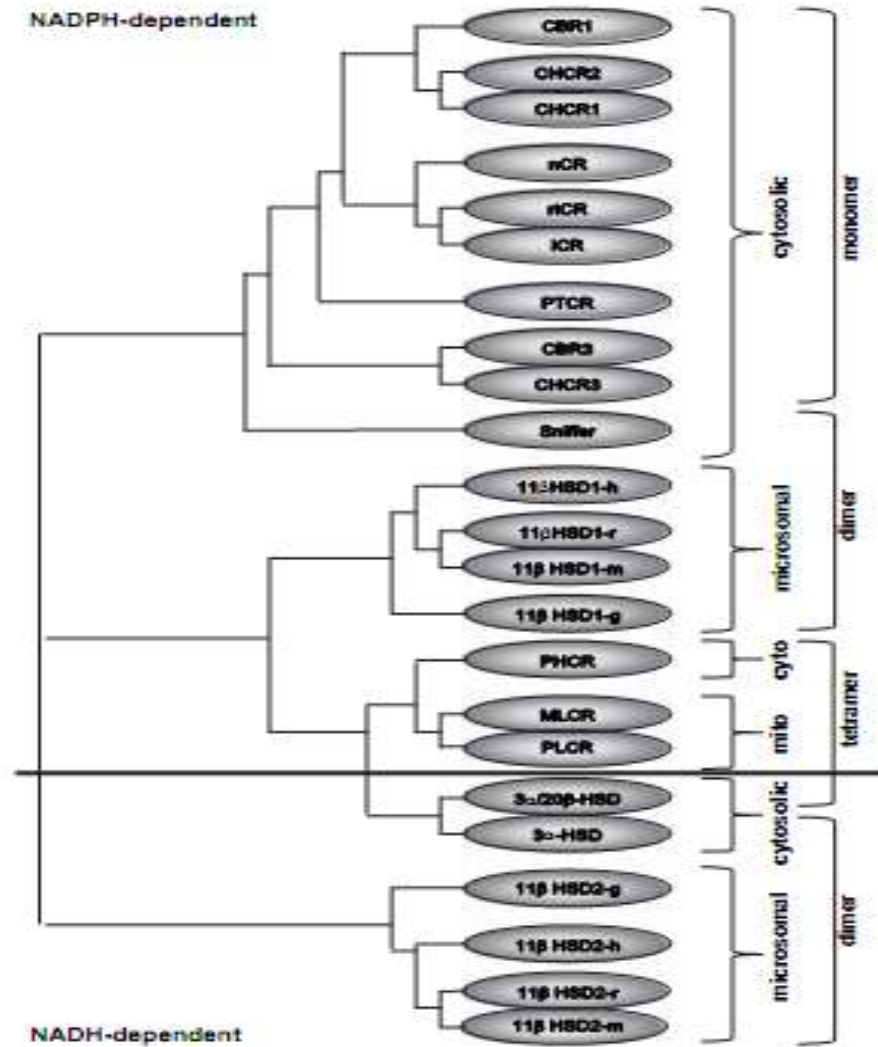 NADPH-dependent
CBR1
CHCR2
CHCR1
nCR
riCR
iCR
PTCR
CBR3
CHCR3
Sniffer
11βHSD1-h
11βHSD1-r
11β HSD1-m
11β HSD1-g
PHCR
MLCR
PLCR
3α/20β-HSD
3α-HSD
11β HSD2-g
11β HSD2-h
11β HSD2-r
11β HSD2-m
NADH-dependent
cytosolic
microsomal
cyto
mito
cytosolic
microsomal
monomer
dimer
tetramer
dimer